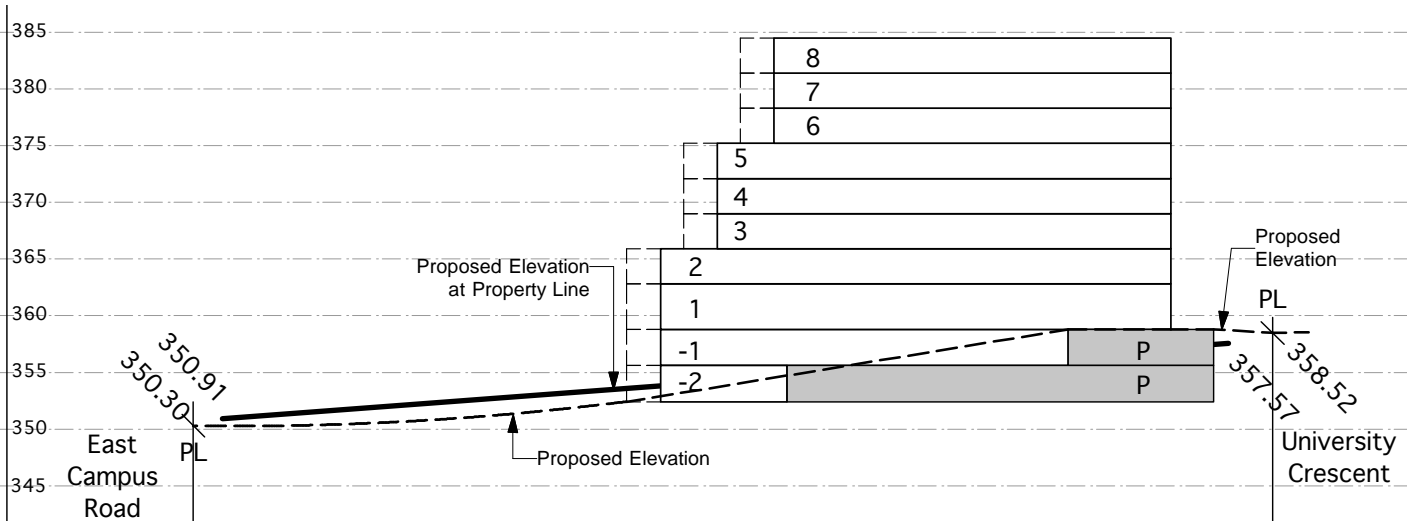 385
8
380
7
6
375
5
370
4
3
365
2
Proposed Elevation
at Property Line
Proposed
Elevation
360
1
PL
355
-1
P
-2
P
350.91
350.30
357.57
358.52
350
East
Campus
Road
PL
Proposed Elevation
University
Crescent
345